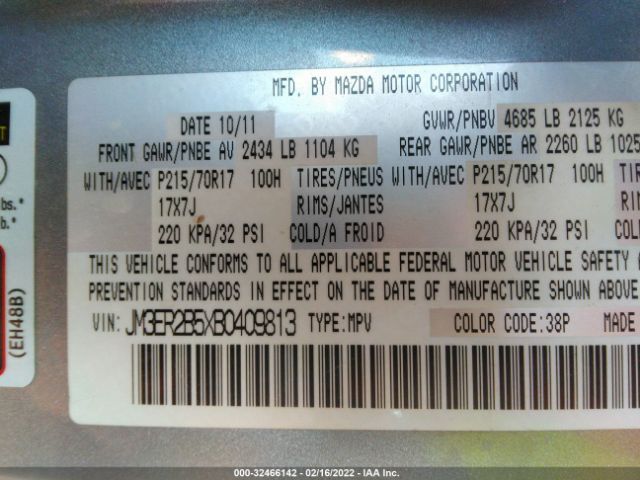 MFD. BY MAZDA MOTOR CORPORATION
DATE 10/11 GVWR/PNBV 4685 LB 2125 KG
FRONT GAWR/PNBE AV 2434 LB 1104 KG REAR GAWR/PNBE AR 2260 LB 1025
WITH/AVEC P215/70R17 100H TIRES/PNEUS WITH/AVEC P215/70R17 100H TIRE
17X7J RIMS/JANTES 17X7J RIM
220 KPA/32 PSI COLD/A FROID 220 KPA/32 PSI COLD
THIS VEHICLE CONFORMS TO ALL APPLICABLE FEDERAL MOTOR VEHICLE SAFETY A
PREVENTION STANDARDS IN EFFECT ON THE DATE OF MANUFACTURE SHOWN ABOVE
VIN: JM3ER2B5XB0409813 TYPE:MPV COLOR CODE:38P MADE
lbs.*
s.*
(EH48B)
000-32466142 - 02/16/2022 - IAA Inc.